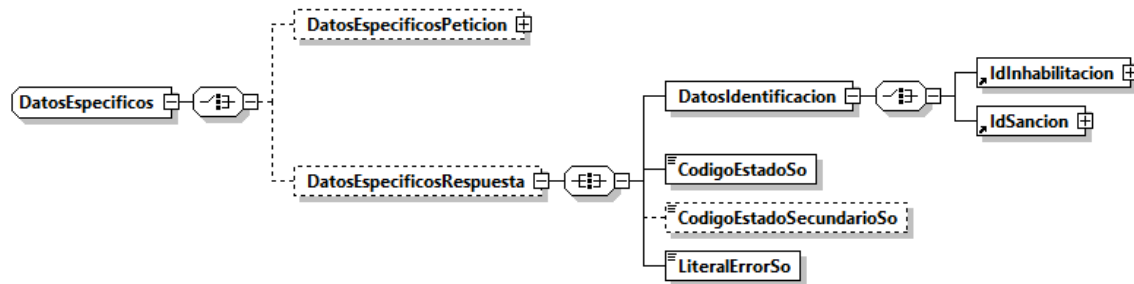 DatosEspecificosPeticion
DatosEspecificos
IdInhabilitacion
DatosIdentificacion
IdSancion
CodigoEstadoSo
DatosEspecificosRespuesta
CodigoEstadoSecundarioSo
LiteralErrorSo